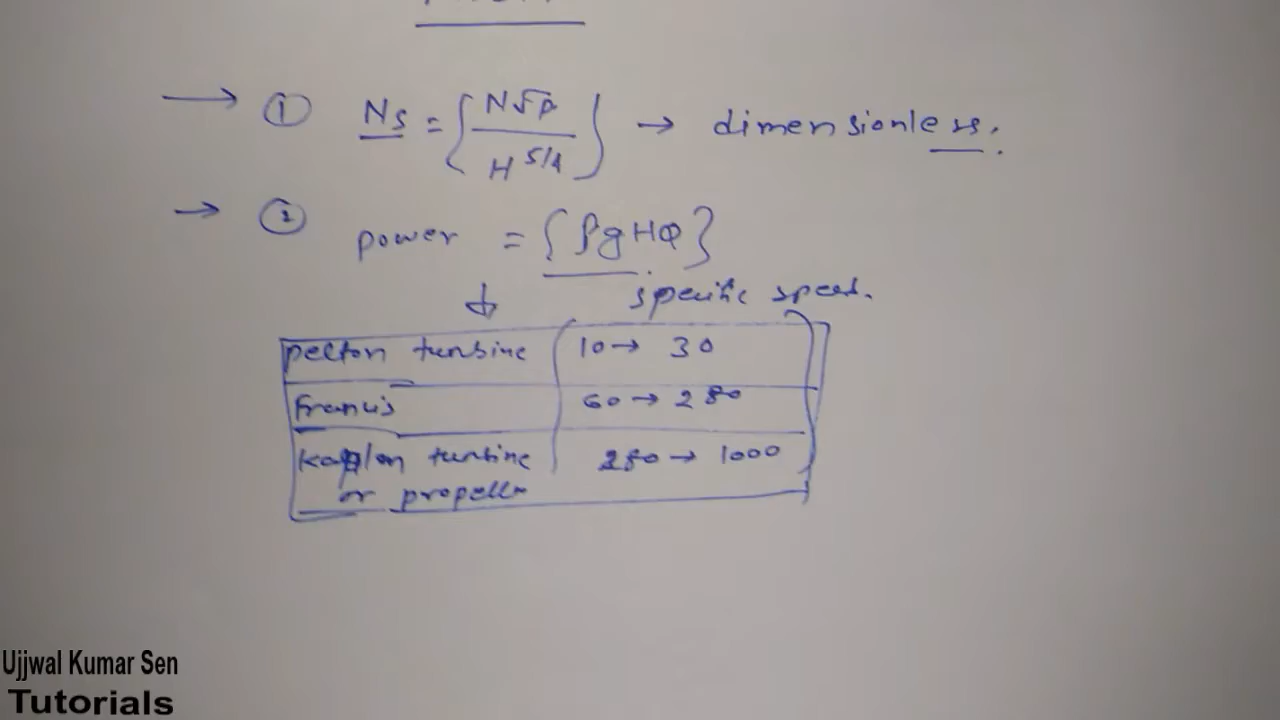 → ① Ns = { N√P / H^5/4 } → dimensionless.
→ ② power = { ρgHQ }
↓ specific speed.
pelton turbine 10 → 30
Francis 60 → 280
kaplan turbine 280 → 1000
or propeller
Ujjwal Kumar Sen
Tutorials